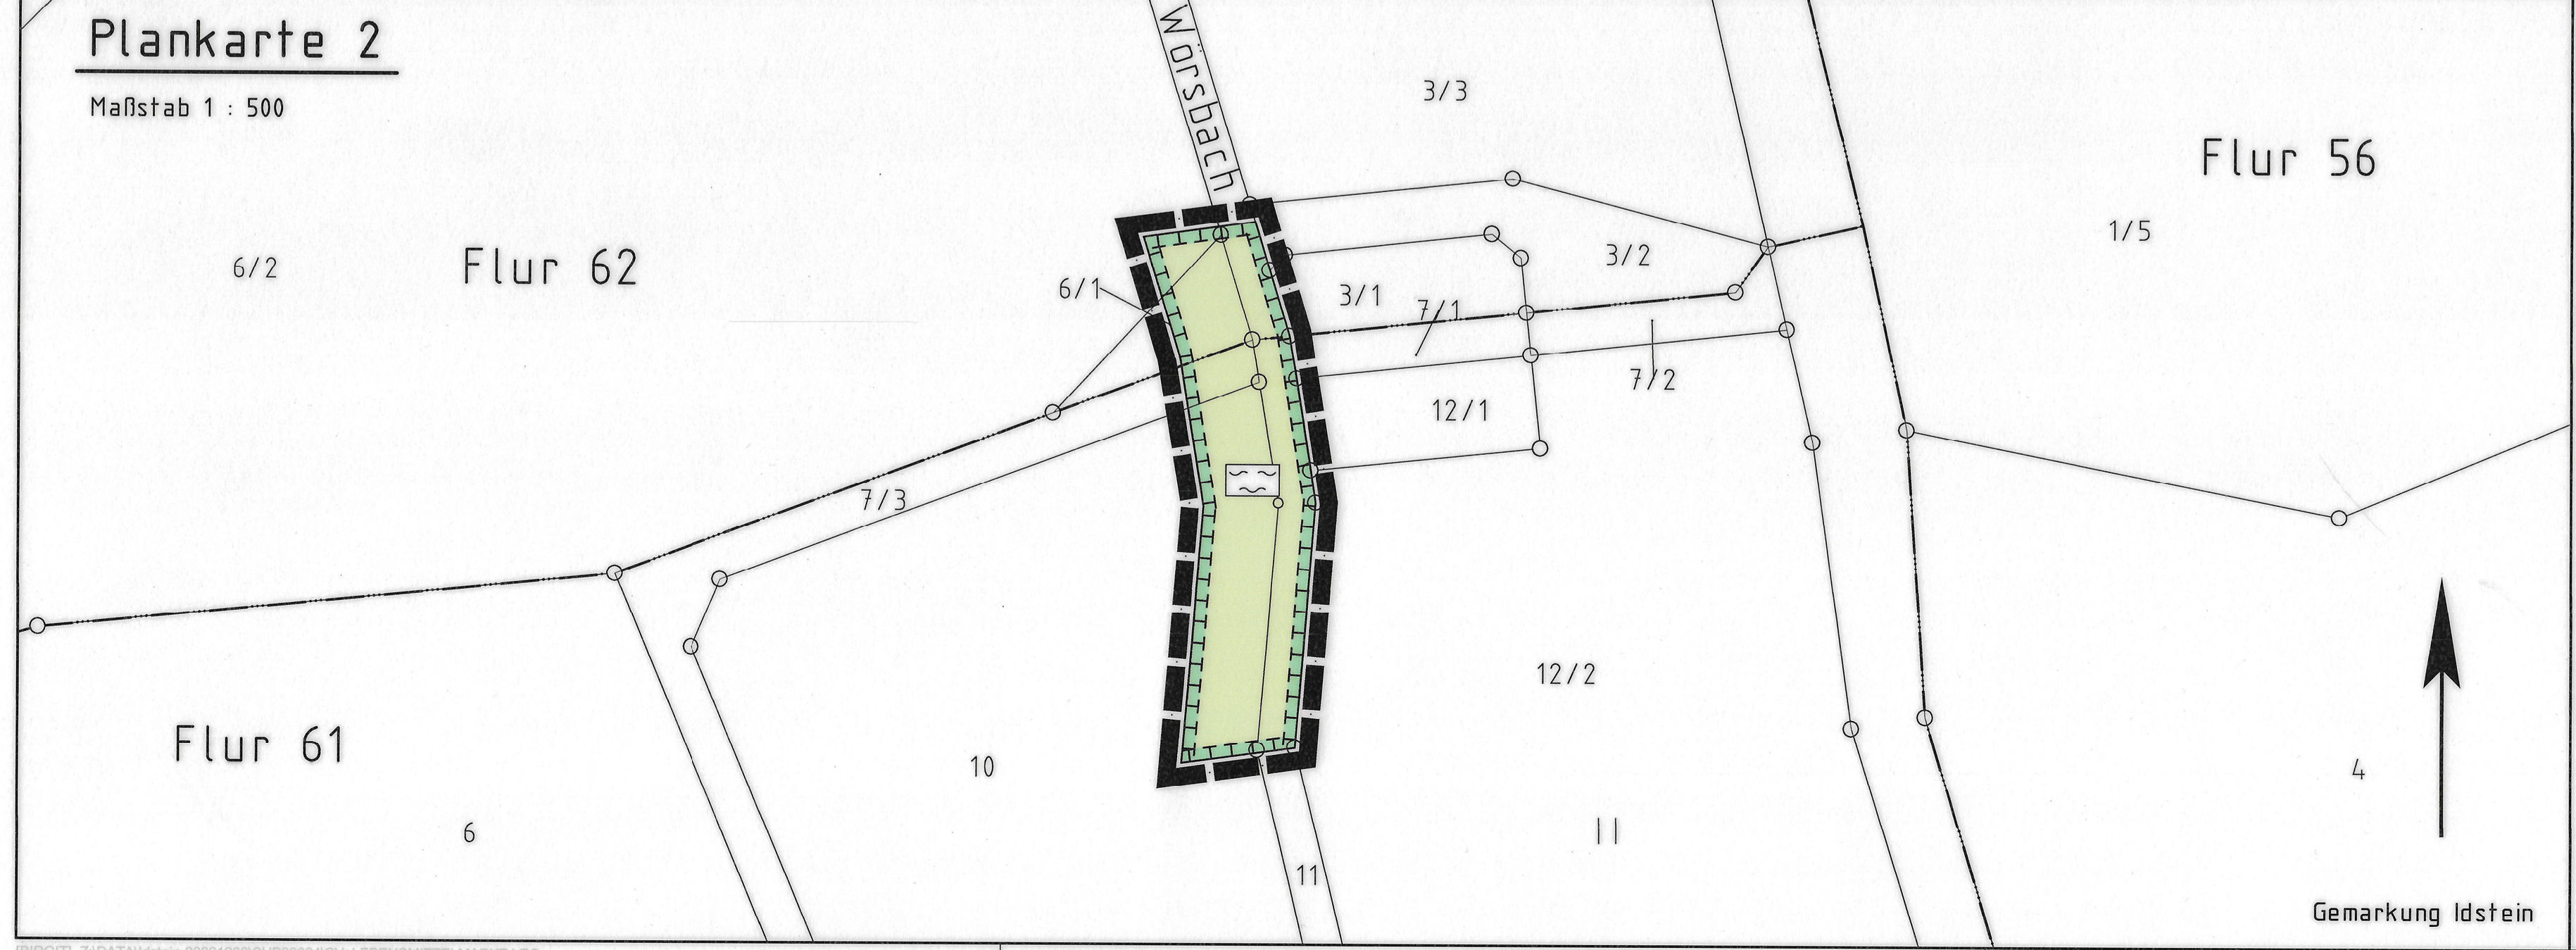 Plankarte 2
Maßstab 1 : 500
Wörsbach
3/3
Flur 56
1/5
6/2
Flur 62
6/1
3/1
7/1
3/2
7/2
12/1
7/3
12/2
Flur 61
10
6
11
4
Gemarkung Idstein